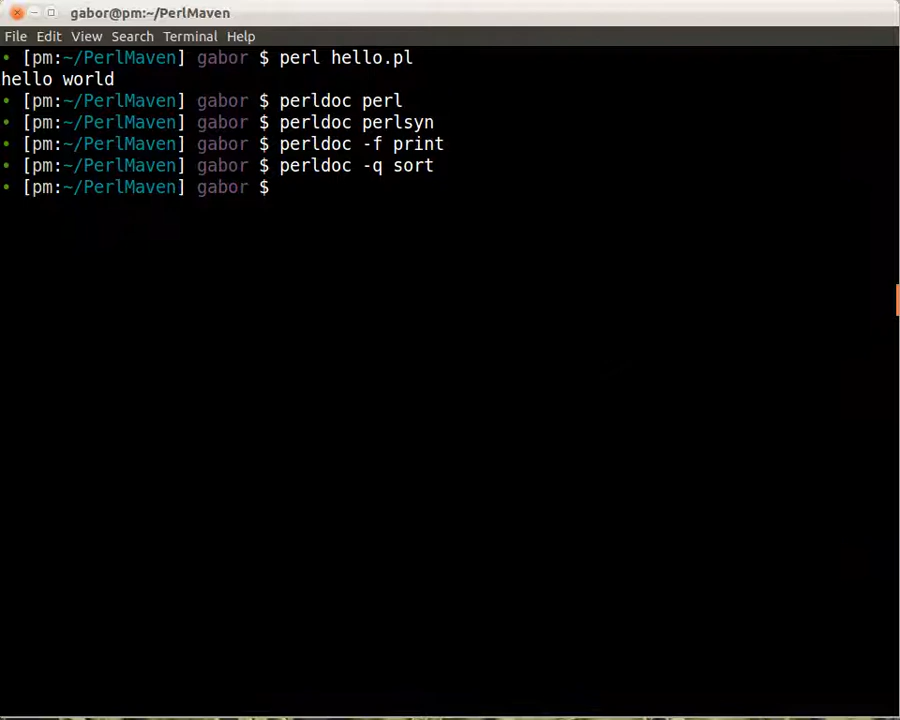 gabor@pm:~/PerlMaven
File Edit View Search Terminal Help
• [pm:~/PerlMaven] gabor $ perl hello.pl
hello world
• [pm:~/PerlMaven] gabor $ perldoc perl
• [pm:~/PerlMaven] gabor $ perldoc perlsyn
• [pm:~/PerlMaven] gabor $ perldoc -f print
• [pm:~/PerlMaven] gabor $ perldoc -q sort
• [pm:~/PerlMaven] gabor $